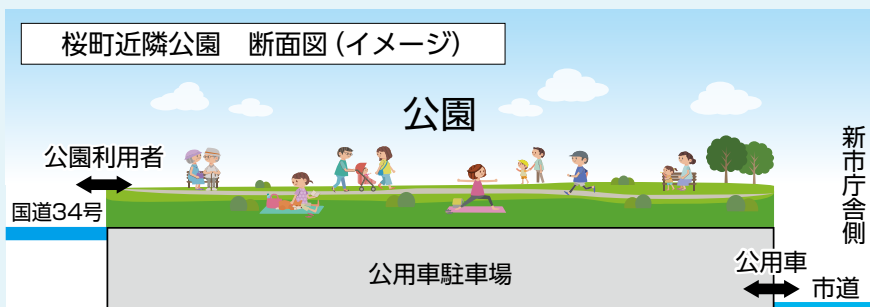 桜町近隣公園　断面図（イメージ）
公園
公園利用者
国道34号
新市庁舎側
公用車駐車場
公用車
市道